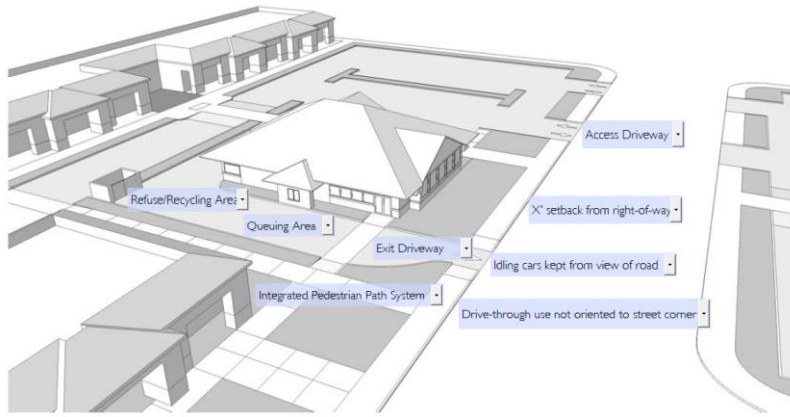 Access Driveway
Refuse/Recycling Area
X' setback from right-of-way
Queuing Area
Exit Driveway
Idling cars kept from view of road
Integrated Pedestrian Path System
Drive-through use not oriented to street corner